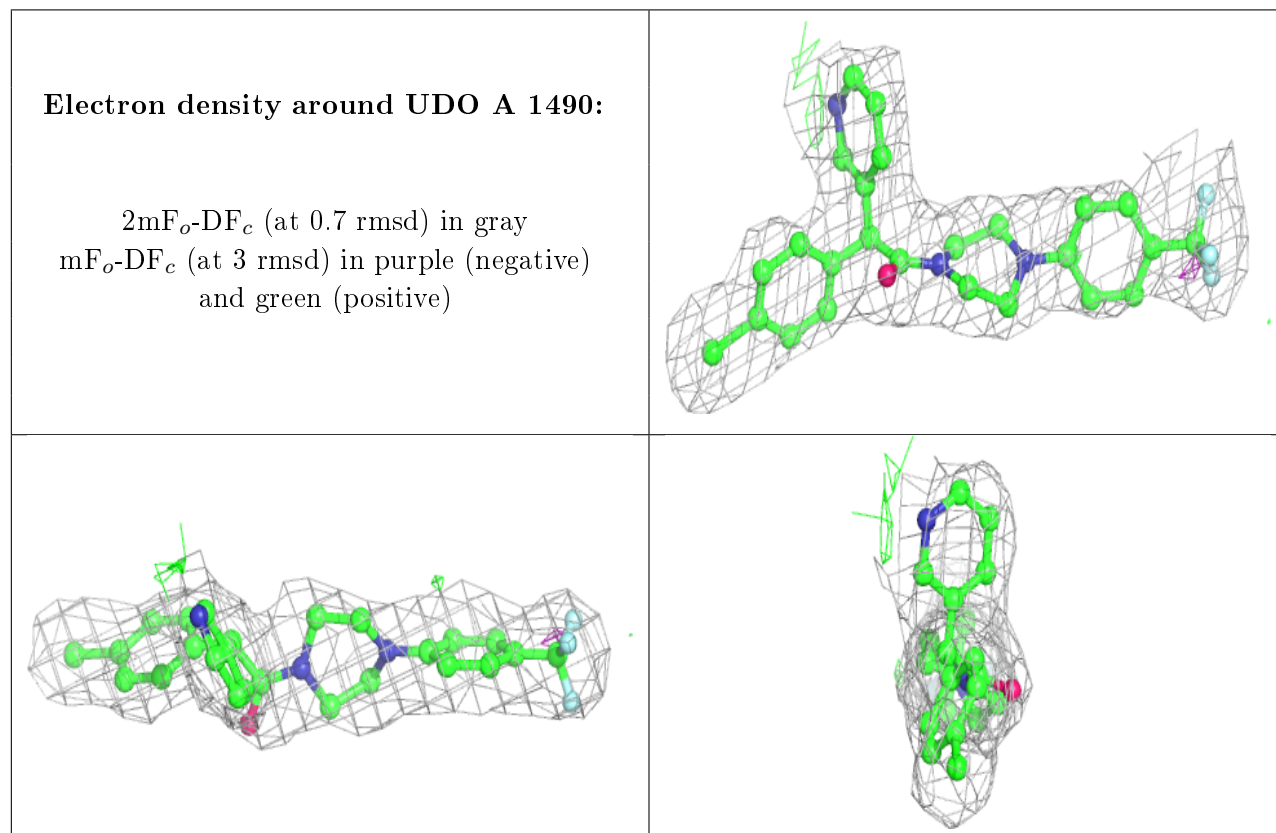 Electron density around UDO A 1490:
2mFo-DFc (at 0.7 rmsd) in gray
mFo-DFc (at 3 rmsd) in purple (negative)
and green (positive)